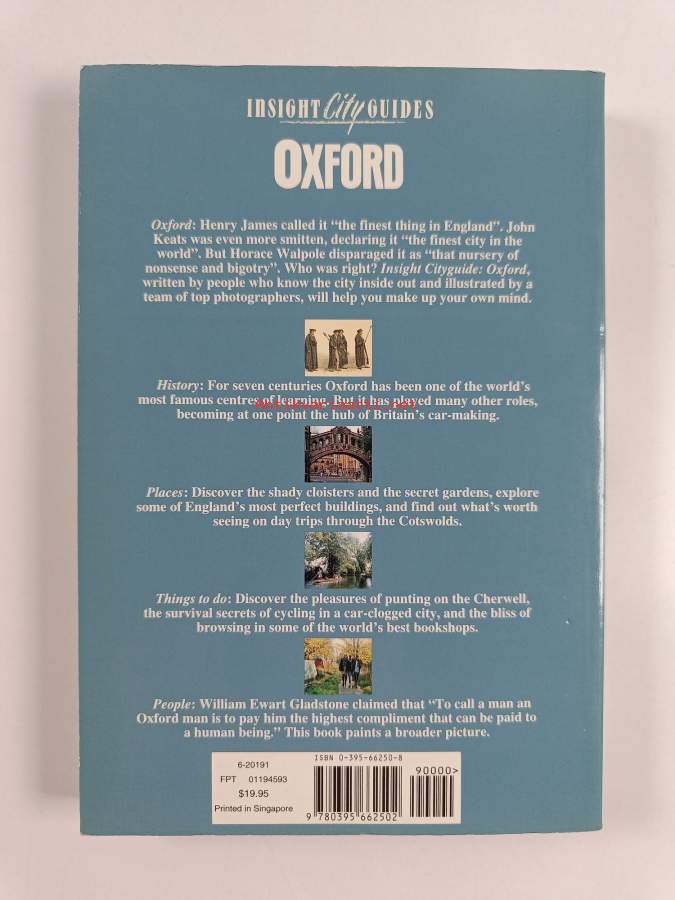 INSIGHT City GUIDES
OXFORD
Oxford: Henry James called it “the finest thing in England”. John
Keats was even more smitten, declaring it “the finest city in the
world”. But Horace Walpole disparaged it as “that nursery of
nonsense and bigotry”. Who was right? Insight Cityguide: Oxford,
written by people who know the city inside out and illustrated by a
team of top photographers, will help you make up your own mind.
History: For seven centuries Oxford has been one of the world’s
most famous centres of learning. But it has played many other roles,
becoming at one point the hub of Britain’s car-making.
Places: Discover the shady cloisters and the secret gardens, explore
some of England’s most perfect buildings, and find out what’s worth
seeing on day trips through the Cotswolds.
Things to do: Discover the pleasures of punting on the Cherwell,
the survival secrets of cycling in a car-clogged city, and the bliss of
browsing in some of the world’s best bookshops.
People: William Ewart Gladstone claimed that “To call a man an
Oxford man is to pay him the highest compliment that can be paid to
a human being.” This book paints a broader picture.
6-20191
FPT 01194593
$19.95
Printed in Singapore
ISBN 0-395-66250-8
90000>
9 780395 662502